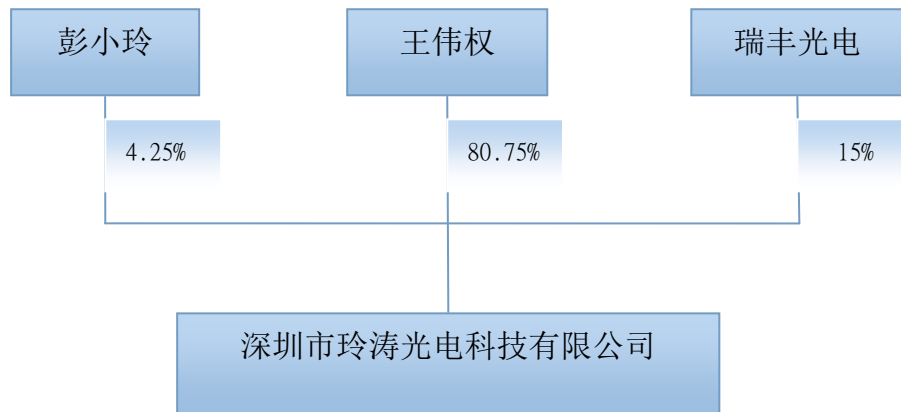 彭小玲
王伟权
瑞丰光电
4.25%
80.75%
15%
深圳市玲涛光电科技有限公司